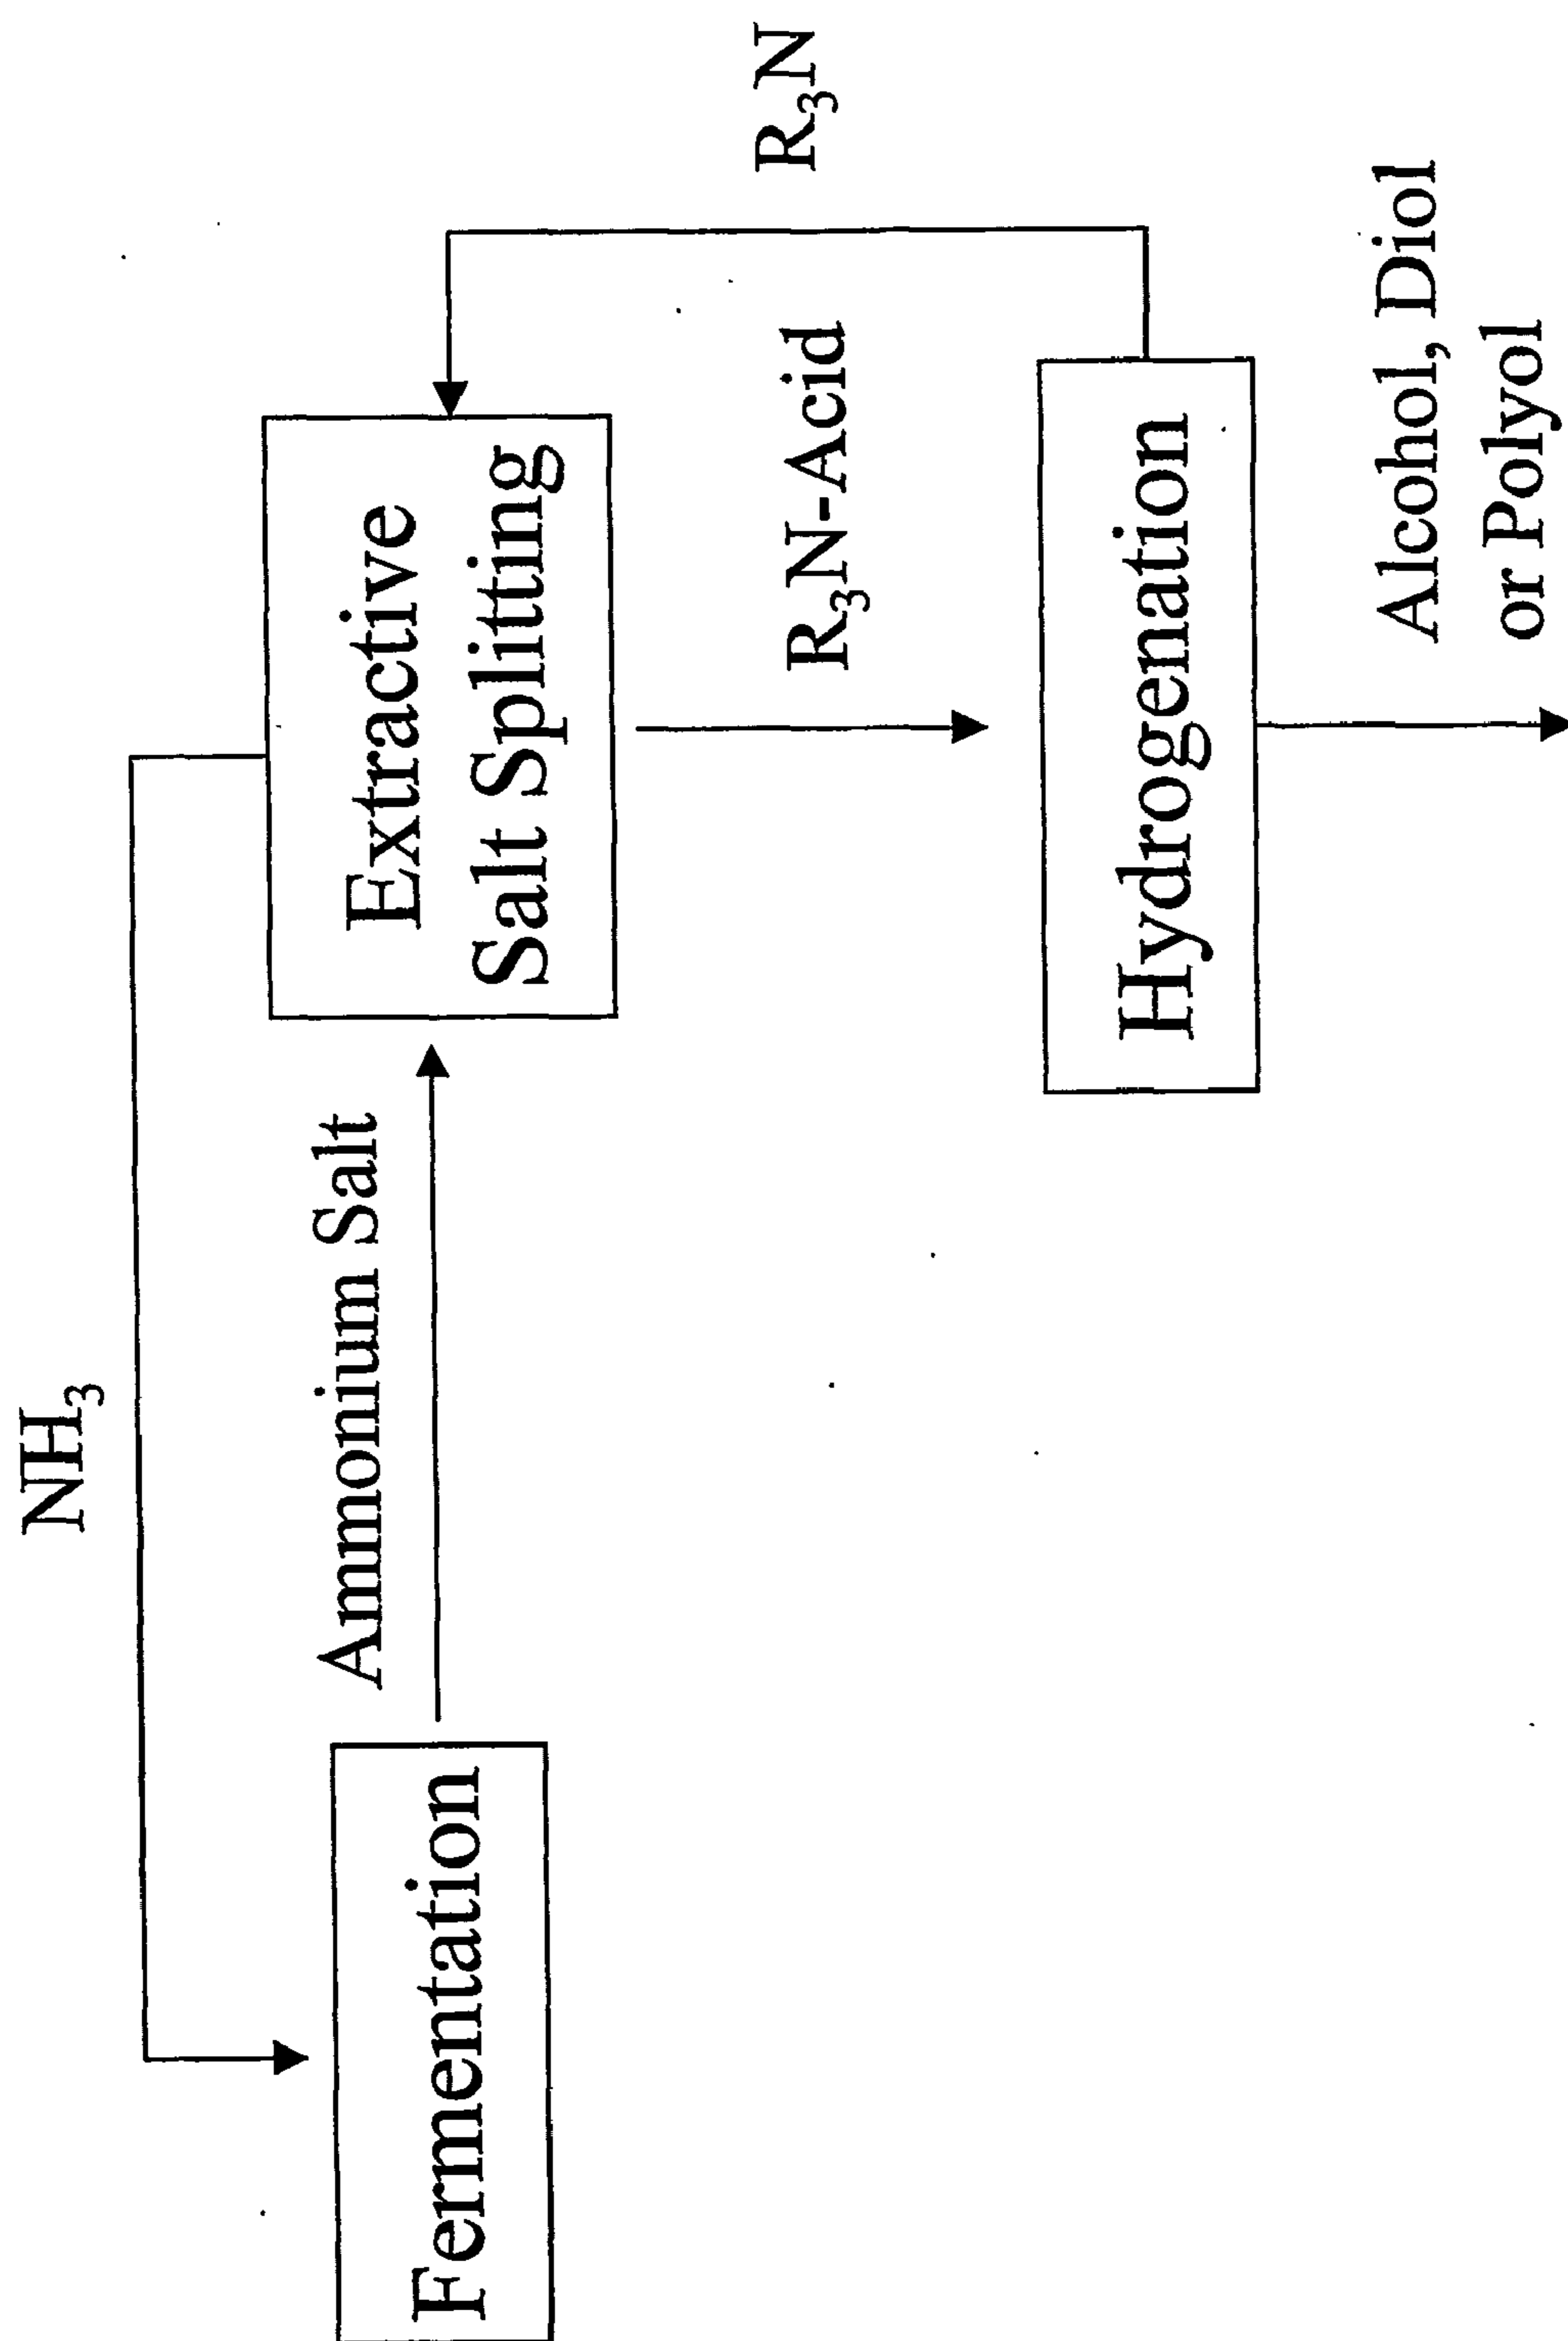 NH₃
Fermentation
Ammonium Salt
Extractive
Salt Splitting
R₃N-Acid
R₃N
Hydrogenation
Alcohol, Diol
or Polyol